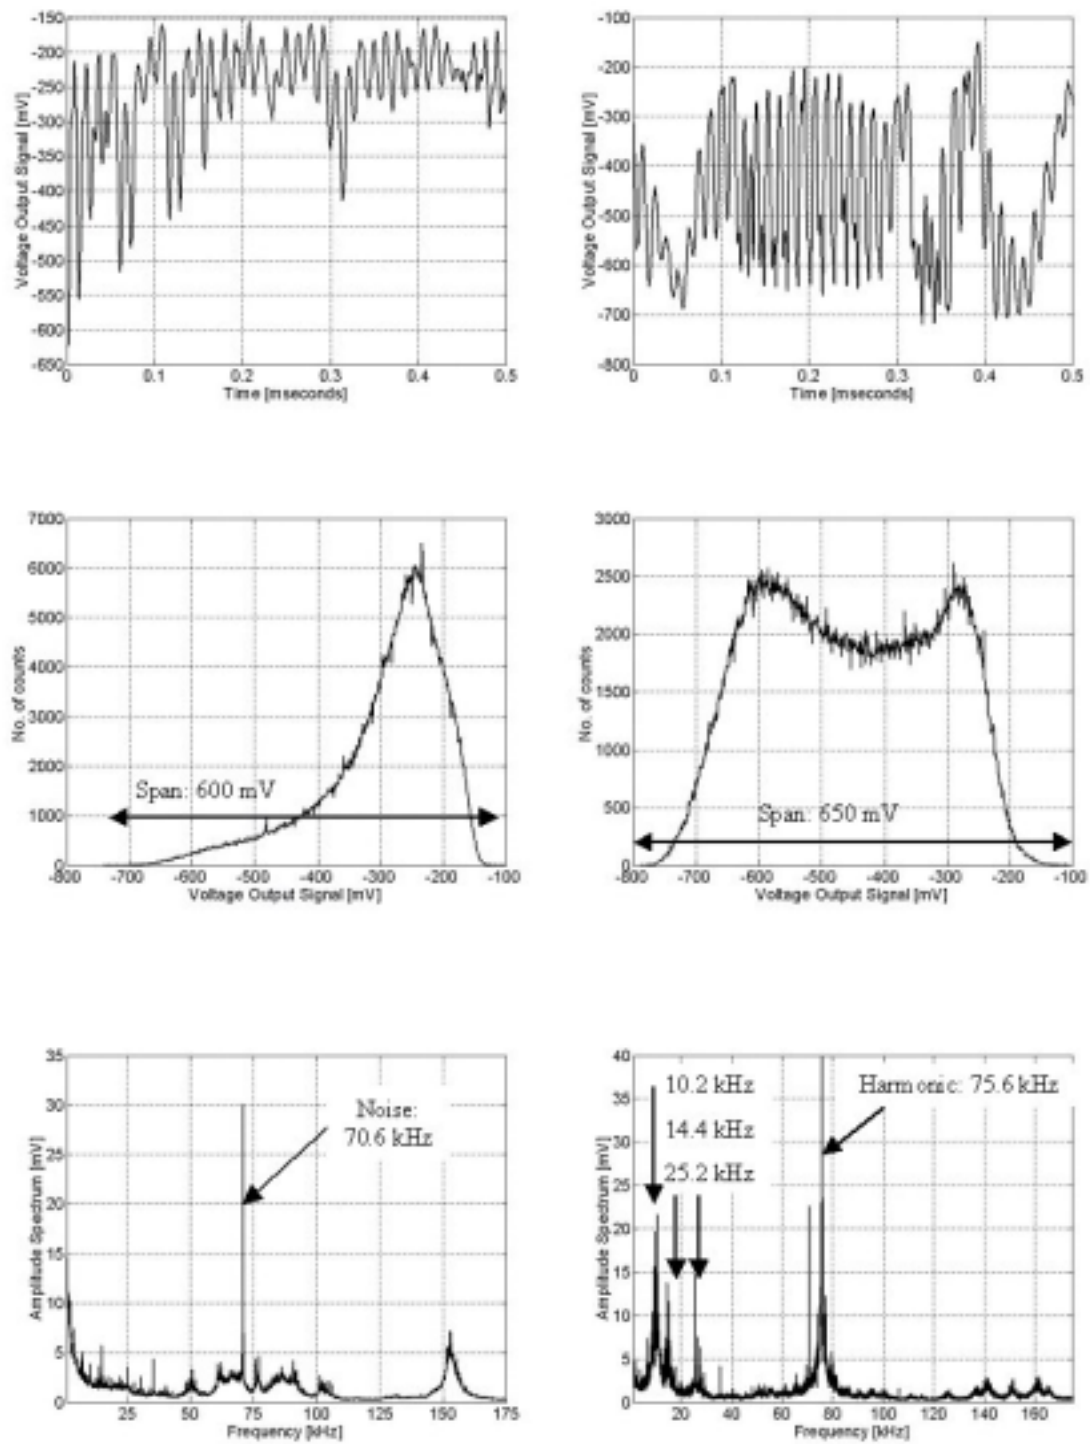 -150
-200
-250
-300
-350
-400
-450
-500
-550
-600
-650
Voltage Output Signal [mV]
0 0.1 0.2 0.3 0.4 0.5
Time [mseconds]
-100
-200
-300
-400
-500
-600
-700
-800
Voltage Output Signal [mV]
0 0.1 0.2 0.3 0.4 0.5
Time [mseconds]
7000
6000
5000
4000
3000
2000
1000
0
No. of counts
Span: 600 mV
-800 -700 -600 -500 -400 -300 -200 -100
Voltage Output Signal [mV]
3000
2500
2000
1500
1000
500
0
No. of counts
Span: 650 mV
-800 -700 -600 -500 -400 -300 -200 -100
Voltage Output Signal [mV]
35
30
25
20
15
10
5
0
Amplitude Spectrum [mV]
Noise:
70.6 kHz
25 50 75 100 125 150 175
Frequency [kHz]
40
35
30
25
20
15
10
5
0
Amplitude Spectrum [mV]
10.2 kHz
14.4 kHz
25.2 kHz
Harmonic: 75.6 kHz
20 40 60 80 100 120 140 160
Frequency [kHz]